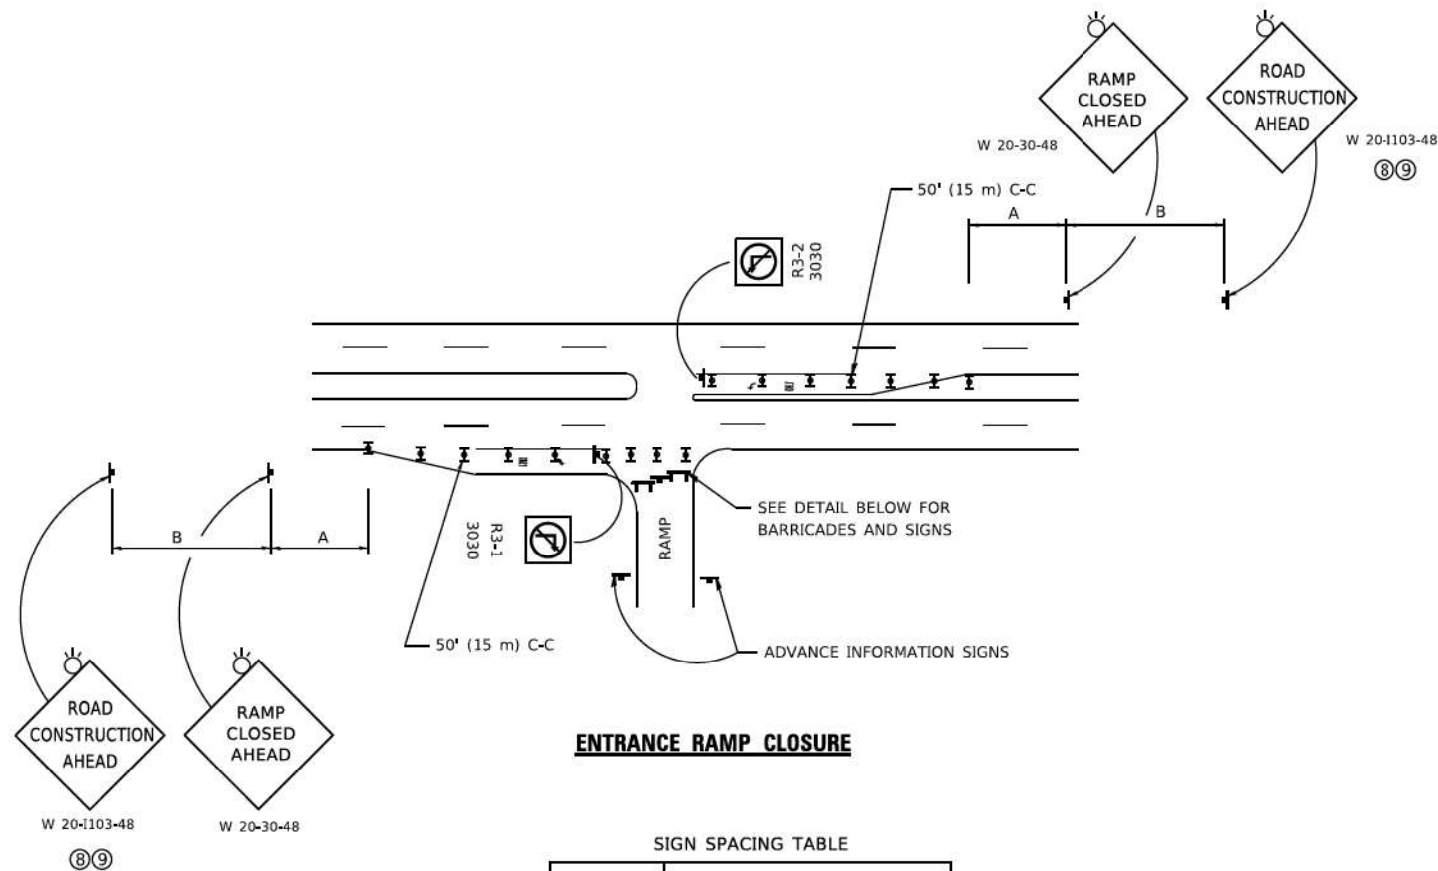 RAMP
CLOSED
AHEAD
W 20-30-48
ROAD
CONSTRUCTION
AHEAD
W 20-I103-48
⑧⑨
50' (15 m) C-C
A
B
R3-2
3030
B
A
R3-1
3030
RAMP
SEE DETAIL BELOW FOR
BARRICADES AND SIGNS
50' (15 m) C-C
ADVANCE INFORMATION SIGNS
ROAD
CONSTRUCTION
AHEAD
W 20-I103-48
⑧⑨
RAMP
CLOSED
AHEAD
W 20-30-48
ENTRANCE RAMP CLOSURE
SIGN SPACING TABLE